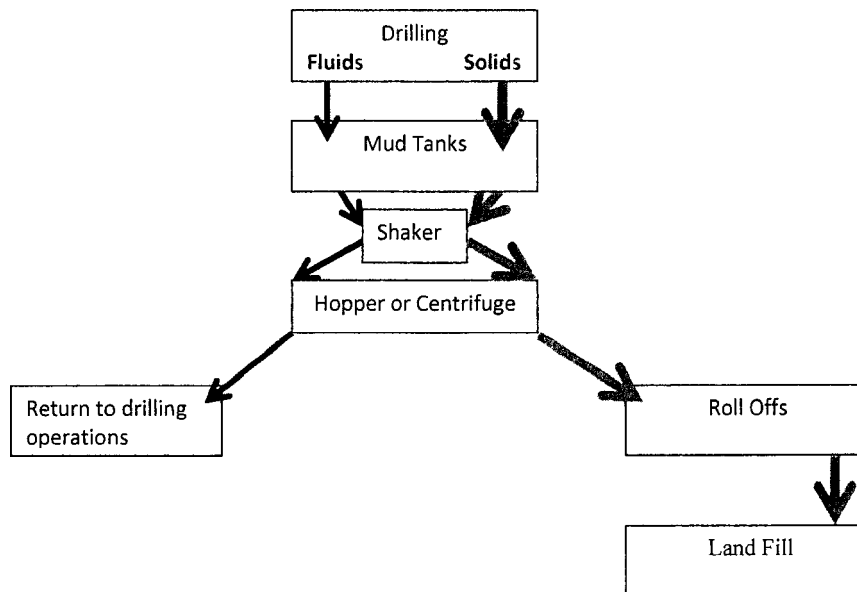 Drilling
Fluids Solids
Mud Tanks
Shaker
Hopper or Centrifuge
Return to drilling
operations
Roll Offs
Land Fill